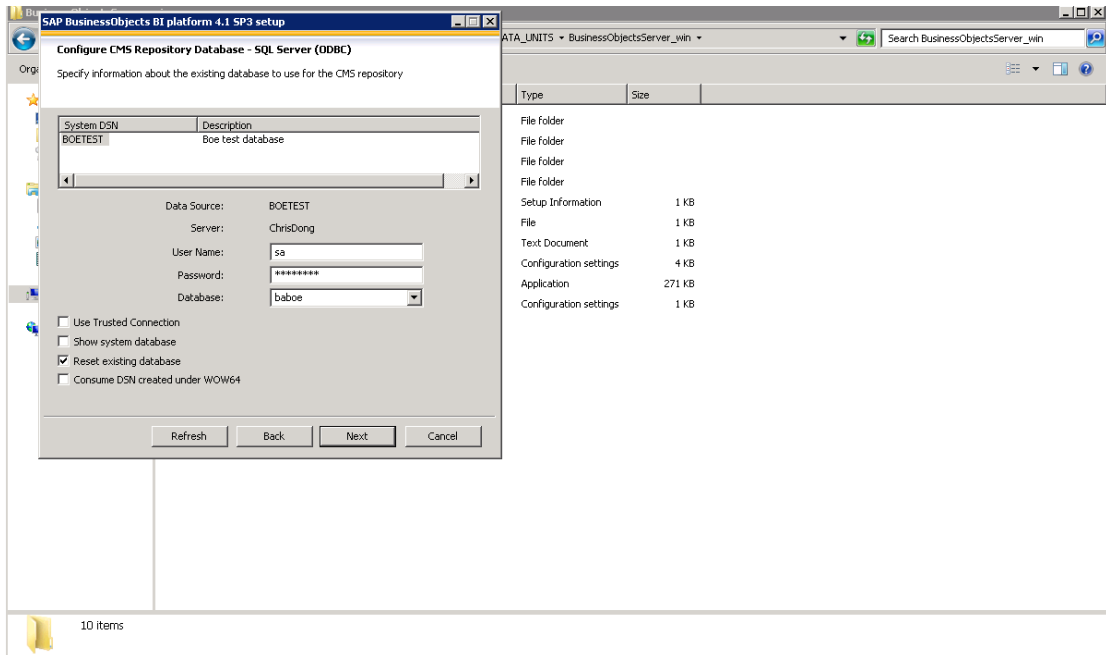 SAP BusinessObjects BI platform 4.1 SP3 setup
ATA_UNITS BusinessObjectsServer_win
Search BusinessObjectsServer_win
Orga
Configure CMS Repository Database - SQL Server (ODBC)
Specify information about the existing database to use for the CMS repository
System DSN Description
BOETEST Boe test database
Data Source: BOETEST
Server: ChrisDong
User Name: sa
Password: ********
Database: baboe
Use Trusted Connection
Show system database
Reset existing database
Consume DSN created under WOW64
Refresh Back Next Cancel
Type Size
File folder
File folder
File folder
File folder
Setup Information 1 KB
File 1 KB
Text Document 1 KB
Configuration settings 4 KB
Application 271 KB
Configuration settings 1 KB
10 items